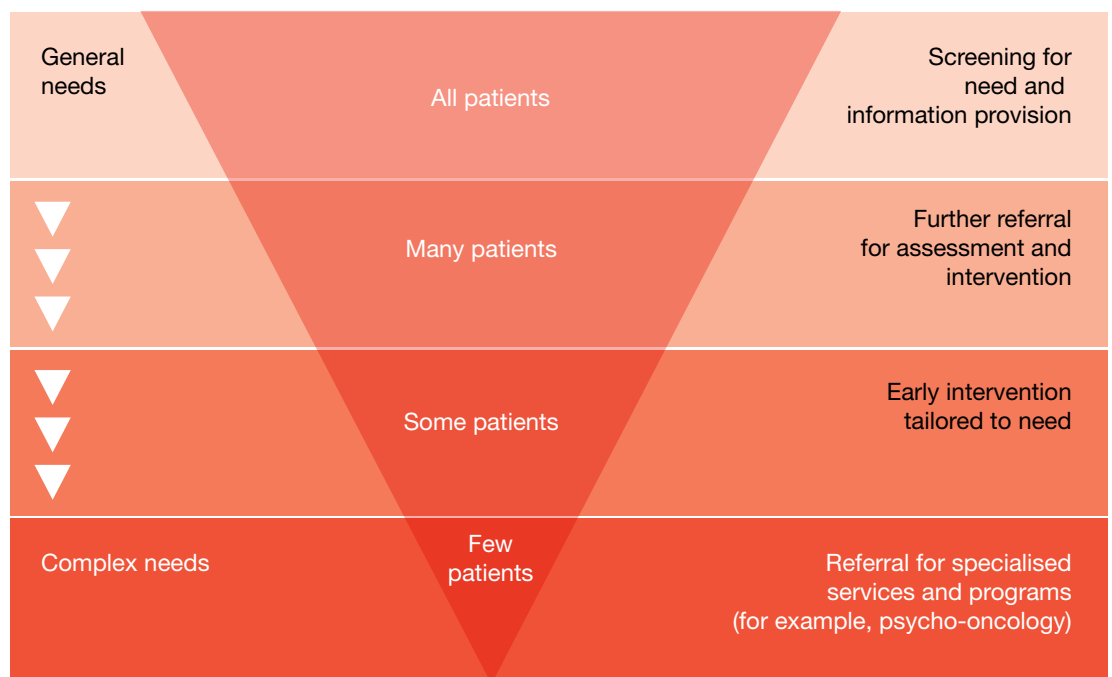 General
needs
All patients
Screening for
need and
information provision
Many patients
Further referral
for assessment and
intervention
Some patients
Early intervention
tailored to need
Complex needs
Few
patients
Referral for specialised
services and programs
(for example, psycho-oncology)